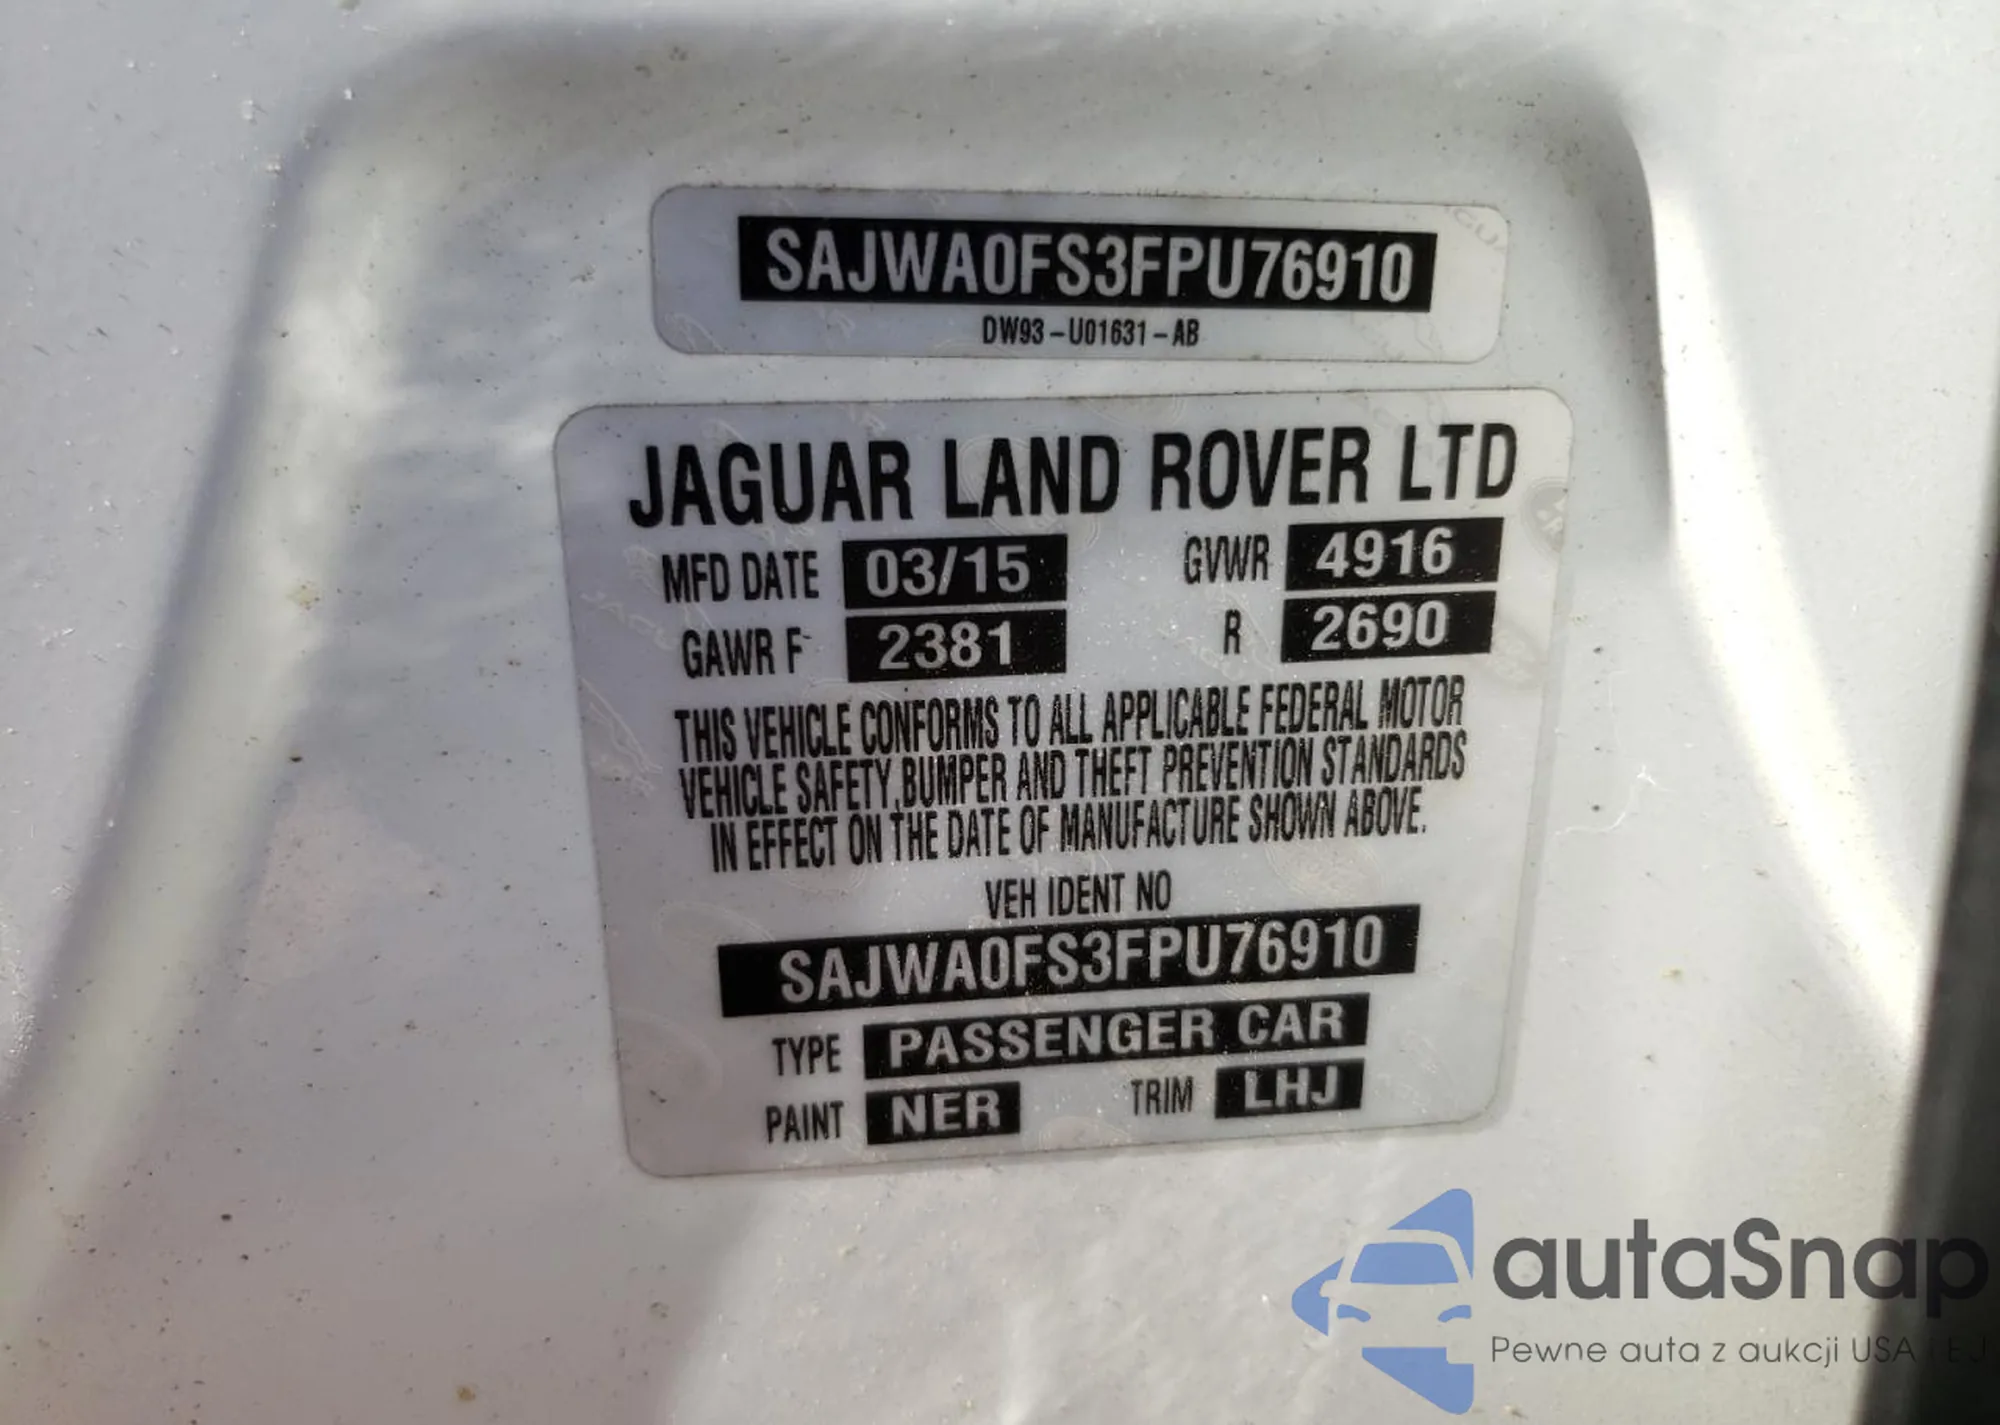 SAJWA0FS3FPU76910
DW93-U01631-AB
JAGUAR LAND ROVER LTD
MFD DATE 03/15 GVWR 4916
GAWR F 2381 R 2690
THIS VEHICLE CONFORMS TO ALL APPLICABLE FEDERAL MOTOR
VEHICLE SAFETY,BUMPER AND THEFT PREVENTION STANDARDS
IN EFFECT ON THE DATE OF MANUFACTURE SHOWN ABOVE.
VEH IDENT NO
SAJWA0FS3FPU76910
TYPE PASSENGER CAR
PAINT NER TRIM LHJ
autaSnap
Pewne auta z aukcji USA i EJ